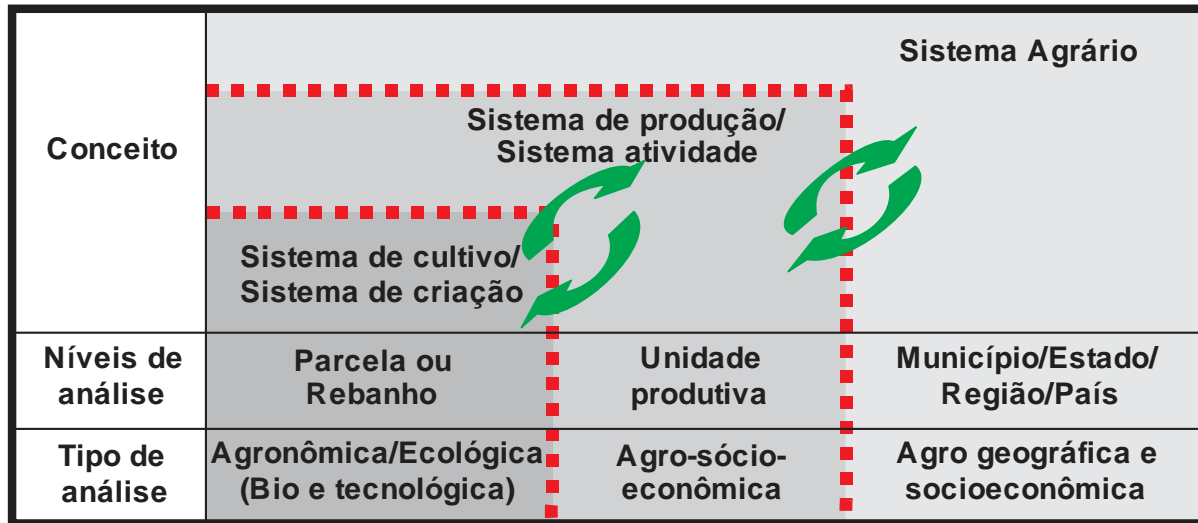 Sistema Agrário
Conceito
Sistema de produção/
Sistema atividade
Sistema de cultivo/
Sistema de criação
Níveis de
análise
Parcela ou
Rebanho
Unidade
produtiva
Município/Estado/
Região/País
Tipo de
análise
Agronômica/Ecológica
(Bio e tecnológica)
Agro-sócio-
econômica
Agro geográfica e
socioeconômica